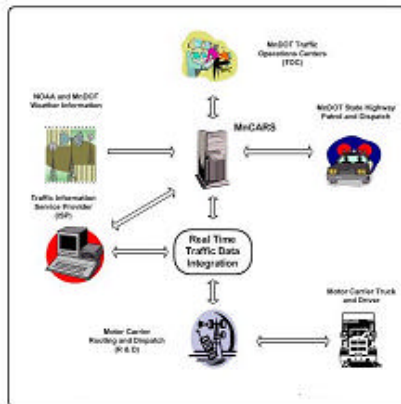 MnDOT Traffic
Operations Centers
(TOC)
NOAA and MnDOT
Weather Information
MnCARS
MnDOT State Highway
Patrol and Dispatch
Traffic Information
Service Provider
(ISP)
Real Time
Traffic Data
Integration
Motor Carrier
Routing and Dispatch
(R & D)
Motor Carrier Truck
and Driver